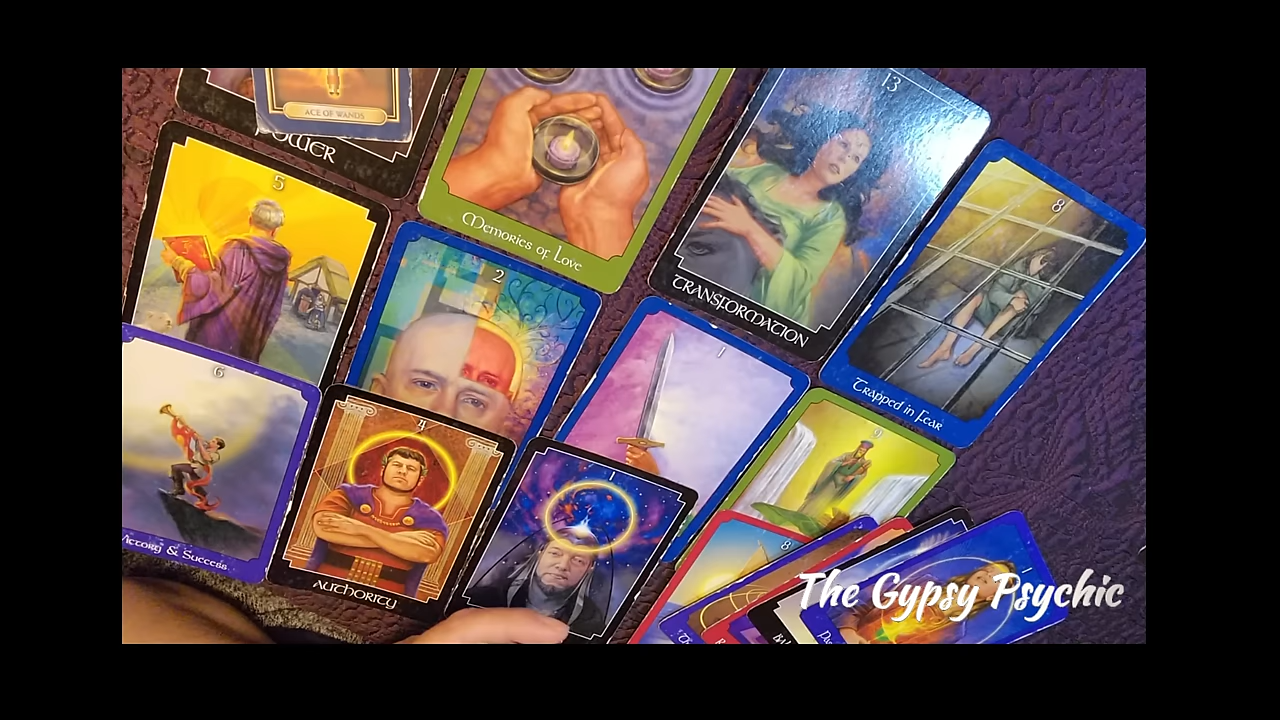 ACE OF WANDS
OWER
5
Memories of Love
13
TRANSFORMATION
8
Trapped in Fear
2
1
6
Victory & Success
4
AUTHORITY
1
9
8
1
The Gypsy Psychic